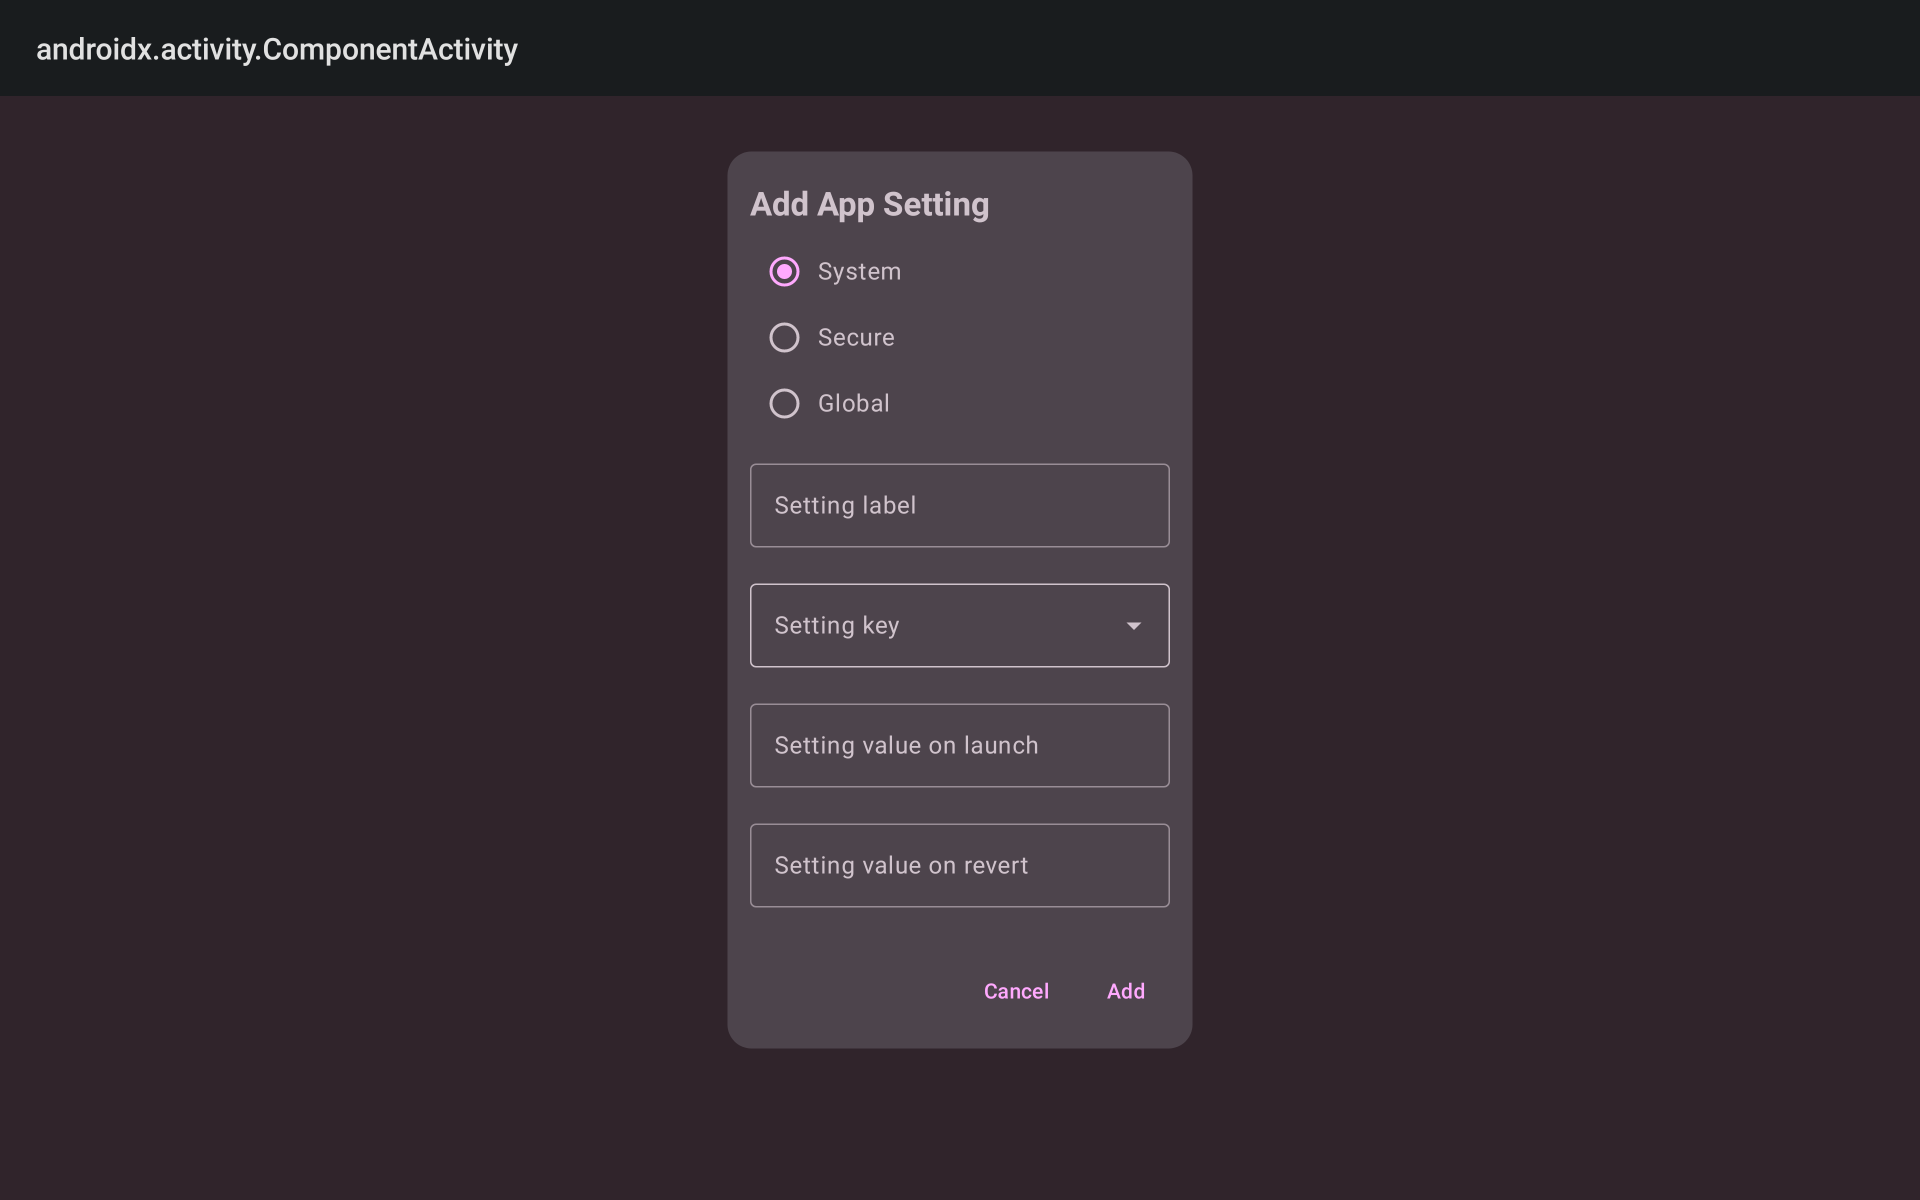 androidx.activity.ComponentActivity
Add App Setting
System
Secure
Global
Setting label
Setting key
Setting value on launch
Setting value on revert
Cancel Add